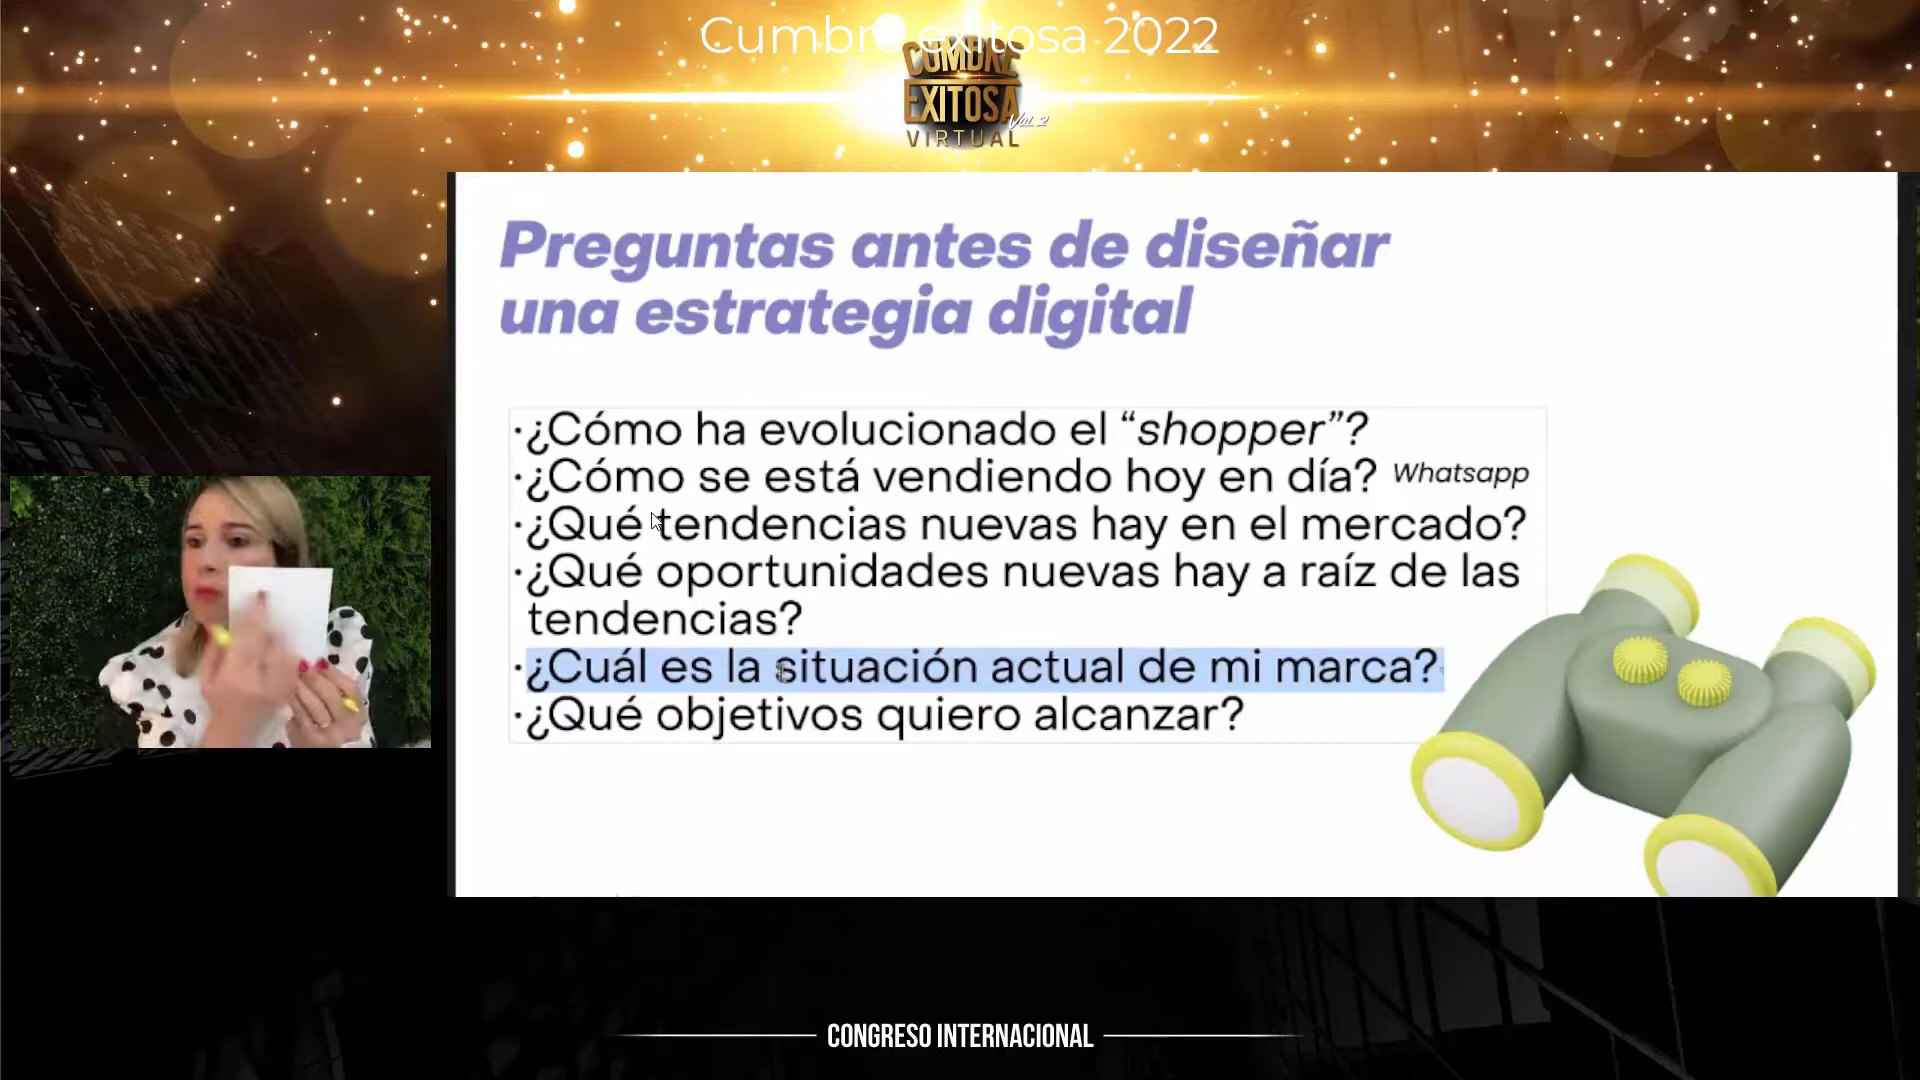 Cumbre exitosa 2022
CUMBRE
EXITOSA
Vol. 2
VIRTUAL
Preguntas antes de diseñar
una estrategia digital
·¿Cómo ha evolucionado el “shopper”?
·¿Cómo se está vendiendo hoy en día? Whatsapp
·¿Qué tendencias nuevas hay en el mercado?
·¿Qué oportunidades nuevas hay a raíz de las
tendencias?
·¿Cuál es la situación actual de mi marca?
·¿Qué objetivos quiero alcanzar?
CONGRESO INTERNACIONAL